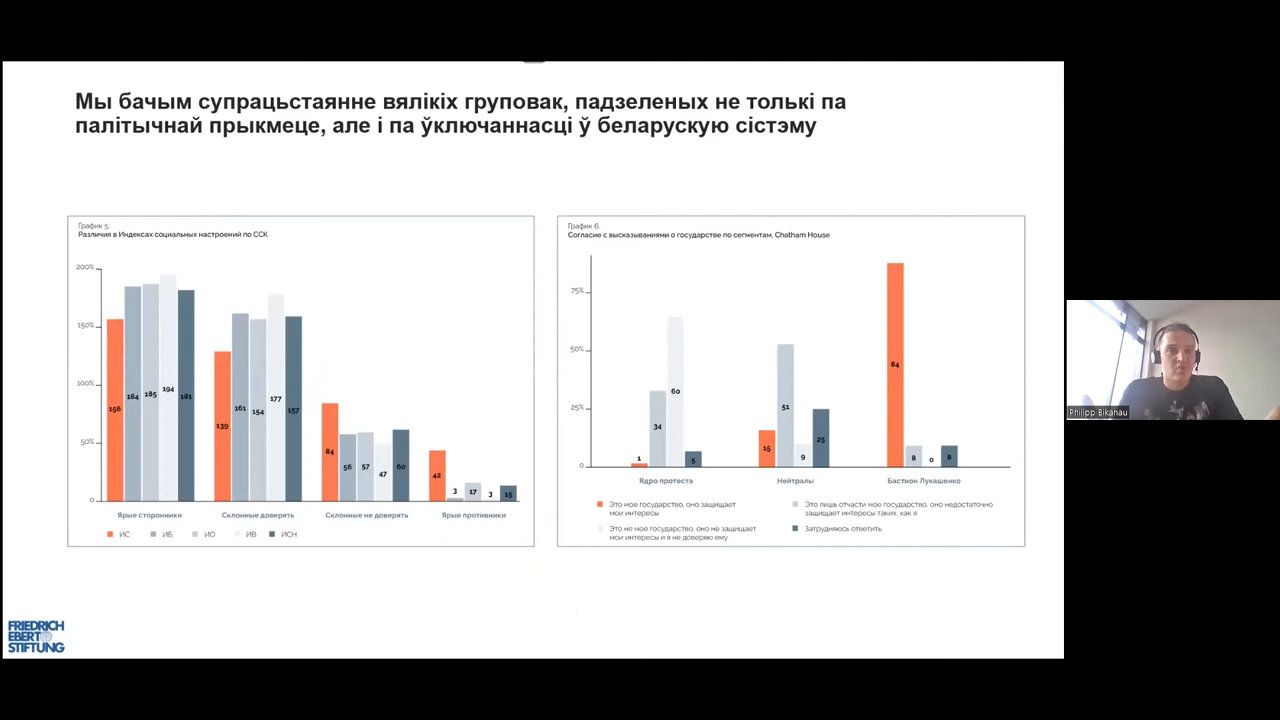 Мы бачым супрацьстаянне вялікіх груповак, падзеленых не толькі па
палітычнай прыкмеце, але і па ўключаннасці ў беларускую сістэму
График 5.
Различия в Индексах социальных настроений по ССК
200%
150%
100%
50%
0
156 184 185 194 181
139 161 154 177 157
84 56 57 47 60
42 3 17 3 15
Ярые сторонники Склонные доверять Склонные не доверять Ярые противники
ИС ИБ ИО ИВ ИСН
График 6.
Согласие с высказываниями о государстве по сегментам, Chatham House
75%
50%
25%
0
1 34 60 5
15 51 9 25
84 8 0 8
Ядро протеста Нейтралы Бастион Лукашенко
Это мое государство, оно защищает
мои интересы
Это лишь отчасти мое государство, оно недостаточно
защищает интересы таких, как я
Это не мое государство, оно не защищает
мои интересы и я не доверяю ему
Затрудняюсь ответить
FRIEDRICH
EBERT
STIFTUNG
Philipp Bikanau